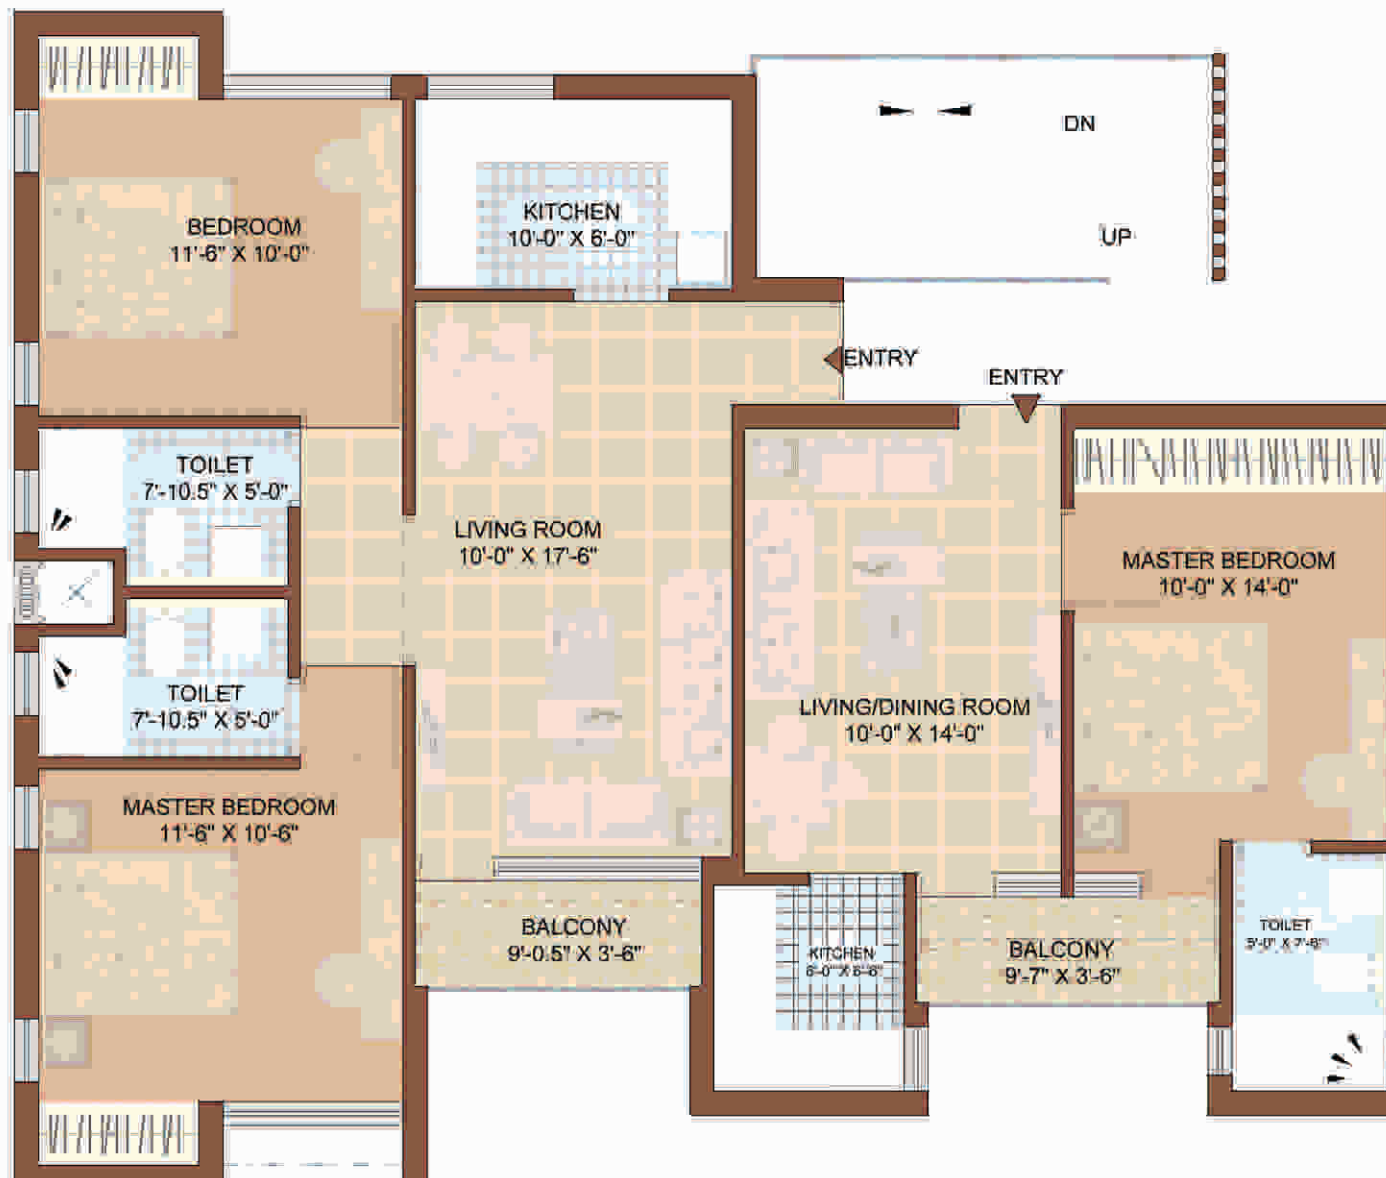 DN
UP
BEDROOM
11'-6" X 10'-0"
KITCHEN
10'-0" X 6'-0"
ENTRY
ENTRY
TOILET
7'-10.5" X 5'-0"
LIVING ROOM
10'-0" X 17'-6"
MASTER BEDROOM
10'-0" X 14'-0"
TOILET
7'-10.5" X 5'-0"
LIVING/DINING ROOM
10'-0" X 14'-0"
MASTER BEDROOM
11'-6" X 10'-6"
BALCONY
9'-0.5" X 3'-6"
KITCHEN
BALCONY
9'-7" X 3'-6"
TOILET